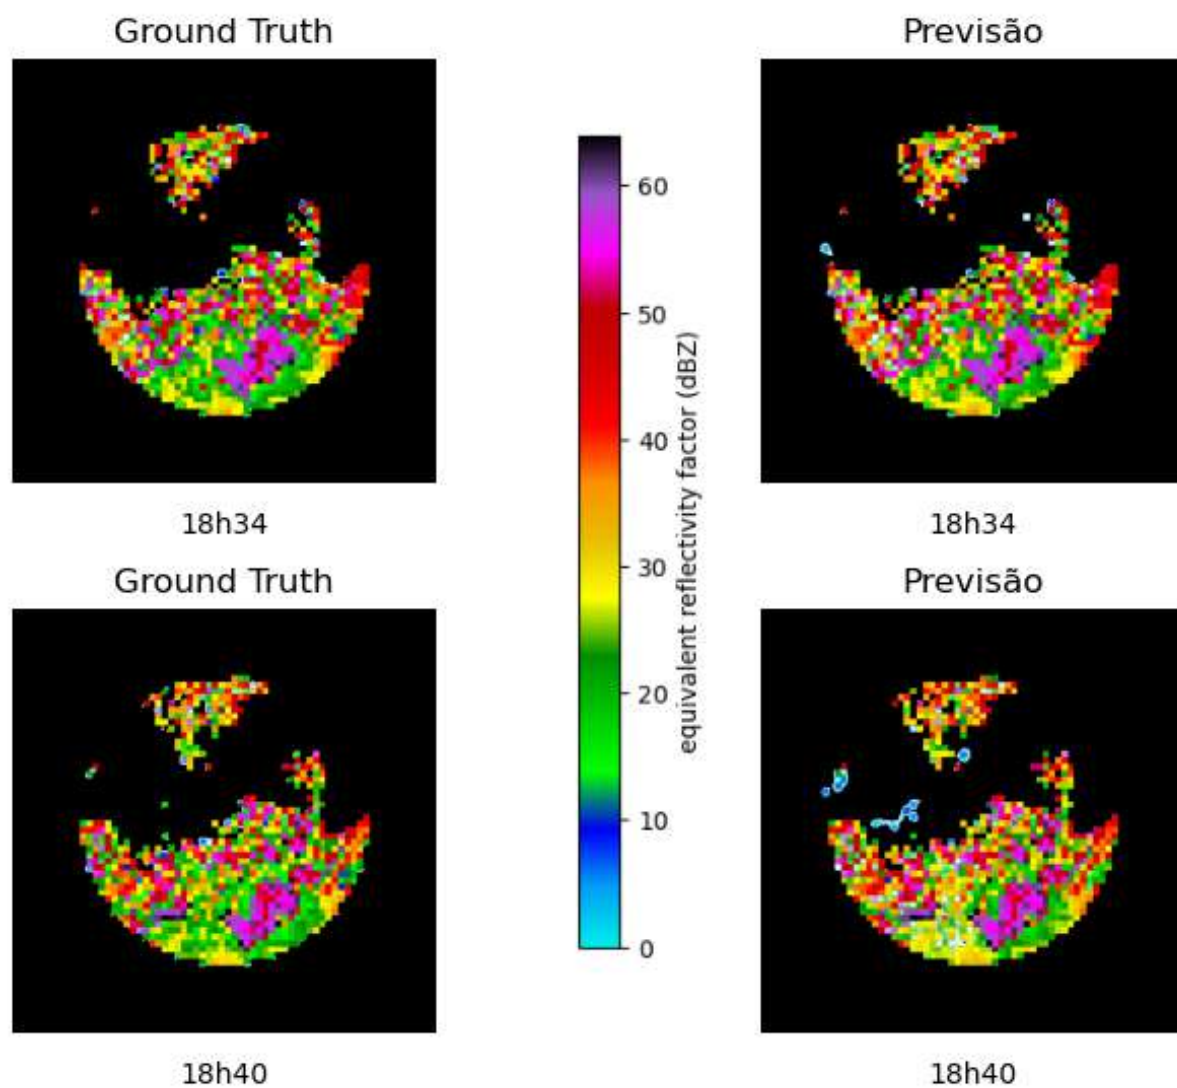 Ground Truth
Previsão
60
50
40
30
20
10
0
equivalent reflectivity factor (dBZ)
18h34
18h34
Ground Truth
Previsão
18h40
18h40